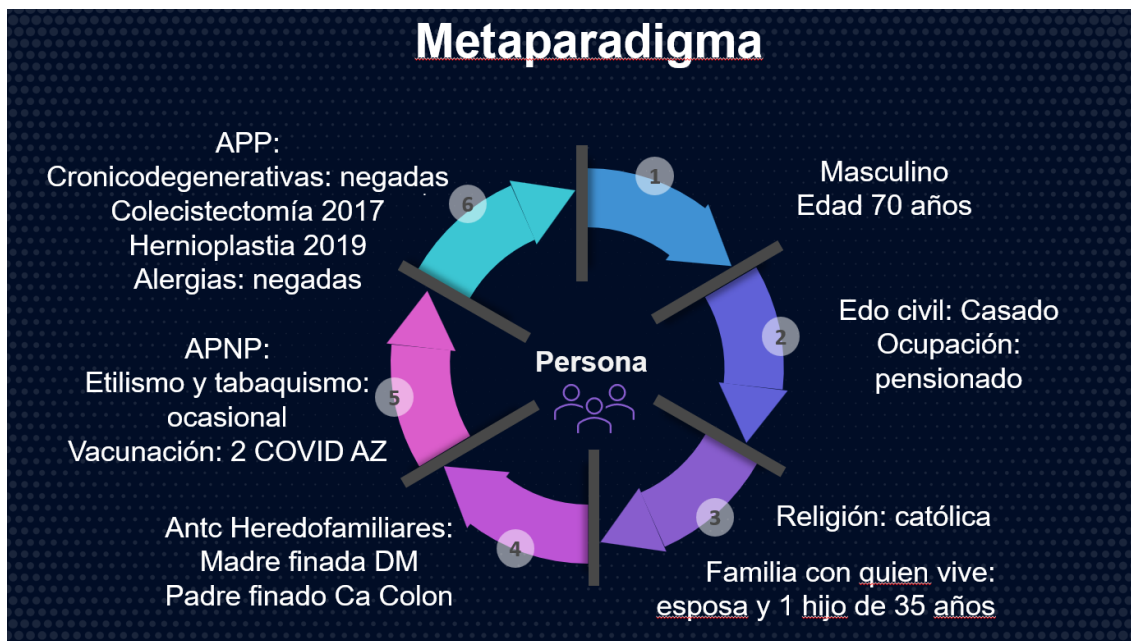 Metaparadigma
1
Masculino
Edad 70 años
2
Edo civil: Casado
Ocupación:
pensionado
3
Religión: católica
Familia con quien vive:
esposa y 1 hijo de 35 años
4
Antc Heredofamiliares:
Madre finada DM
Padre finado Ca Colon
5
APNP:
Etilismo y tabaquismo:
ocasional
Vacunación: 2 COVID AZ
6
APP:
Cronicodegenerativas: negadas
Colecistectomía 2017
Hernioplastia 2019
Alergias: negadas
Persona